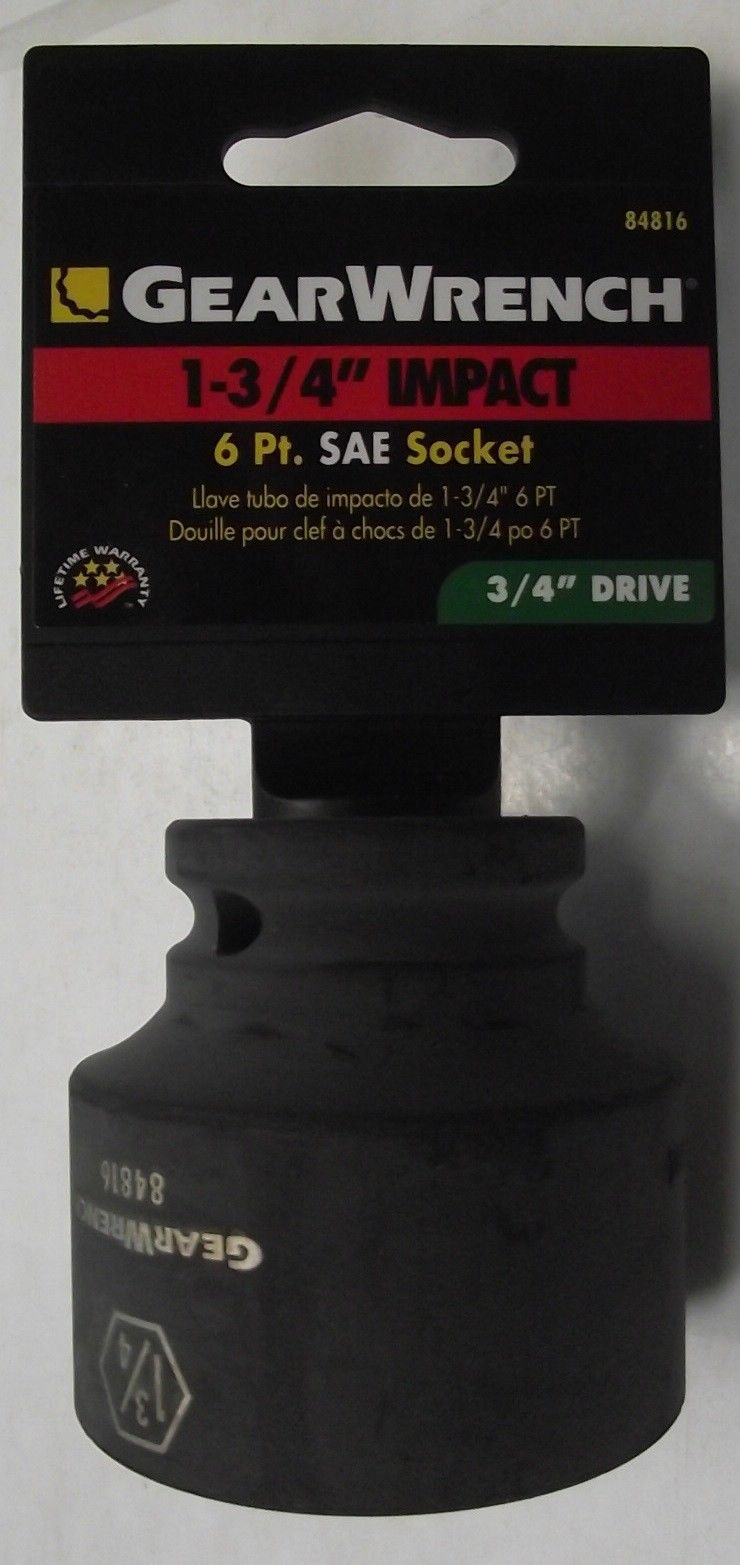 84816
GEARWRENCH
1-3/4" IMPACT
6 Pt. SAE Socket
Llave tubo de impacto de 1-3/4" 6 PT
Douille pour clef à chocs de 1-3/4 po 6 PT
LIFETIME WARRANTY
3/4" DRIVE
84816
GEARWRENC
1 3/4